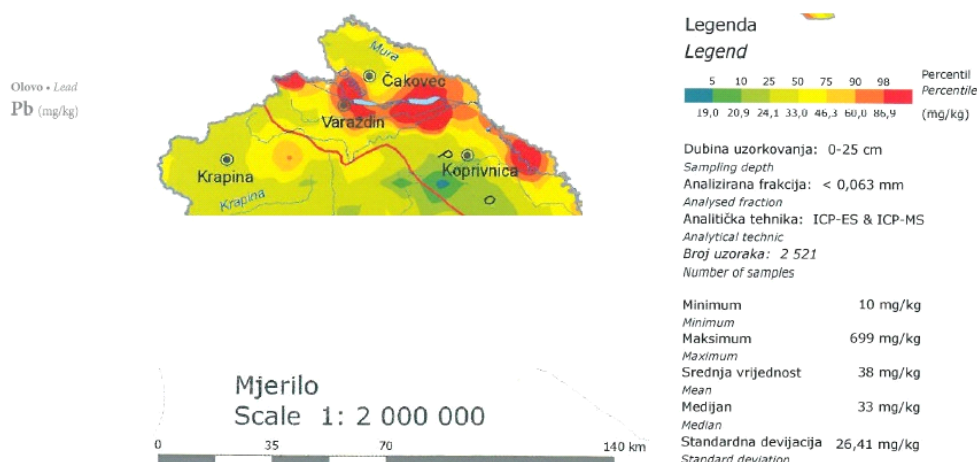 Olovo • Lead
Pb (mg/kg)
Mura
Čakovec
Varaždin
Krapina
Krapina
Koprivnica
Legenda
Legend
5 10 25 50 75 90 98 Percentil
Percentile
19,0 20,9 24,1 33,0 46,3 60,0 86,9 (mg/kg)
Dubina uzorkovanja: 0-25 cm
Sampling depth
Analizirana frakcija: < 0,063 mm
Analysed fraction
Analitička tehnika: ICP-ES & ICP-MS
Analytical technic
Broj uzoraka: 2 521
Number of samples
Minimum 10 mg/kg
Minimum
Maksimum 699 mg/kg
Maximum
Srednja vrijednost 38 mg/kg
Mean
Medijan 33 mg/kg
Median
Standardna devijacija 26,41 mg/kg
Standard deviation
Mjerilo
Scale 1: 2 000 000
0 35 70 140 km